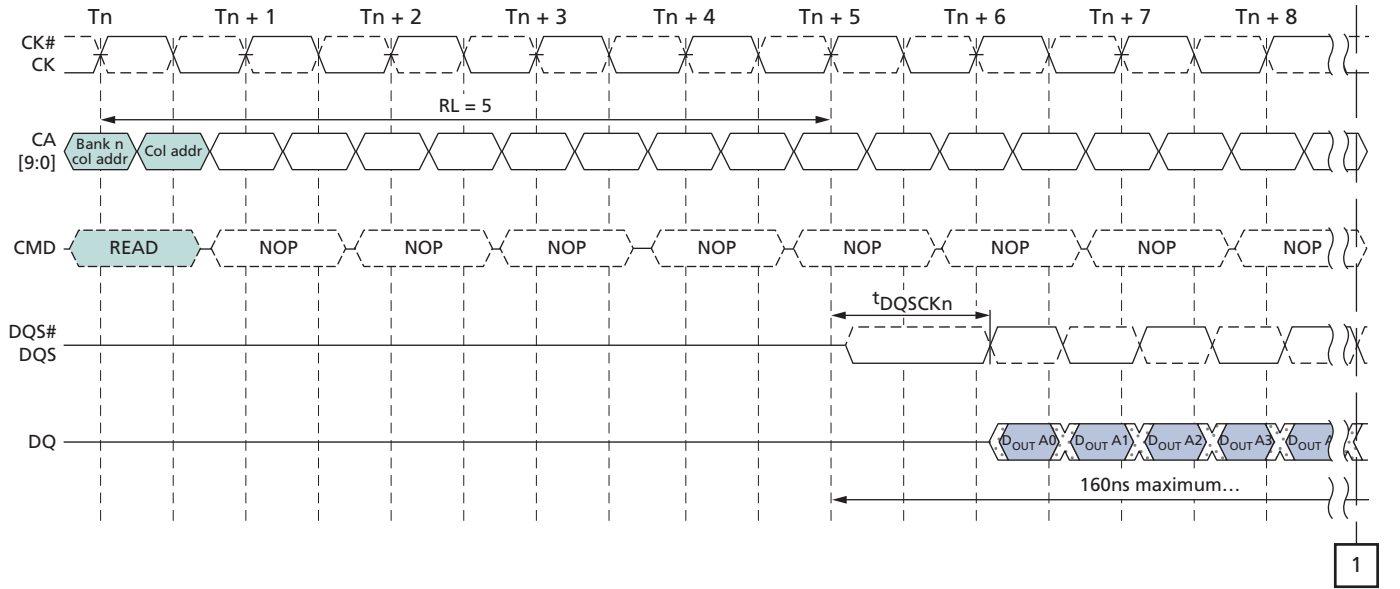 Tn Tn + 1 Tn + 2 Tn + 3 Tn + 4 Tn + 5 Tn + 6 Tn + 7 Tn + 8
CK#
CK
RL = 5
CA
[9:0]
Bank n
col addr
Col addr
CMD READ NOP NOP NOP NOP NOP NOP NOP NOP
tDQSCKn
DQS#
DQS
DQ DOUT A0 DOUT A1 DOUT A2 DOUT A3 DOUT A
160ns maximum…
1